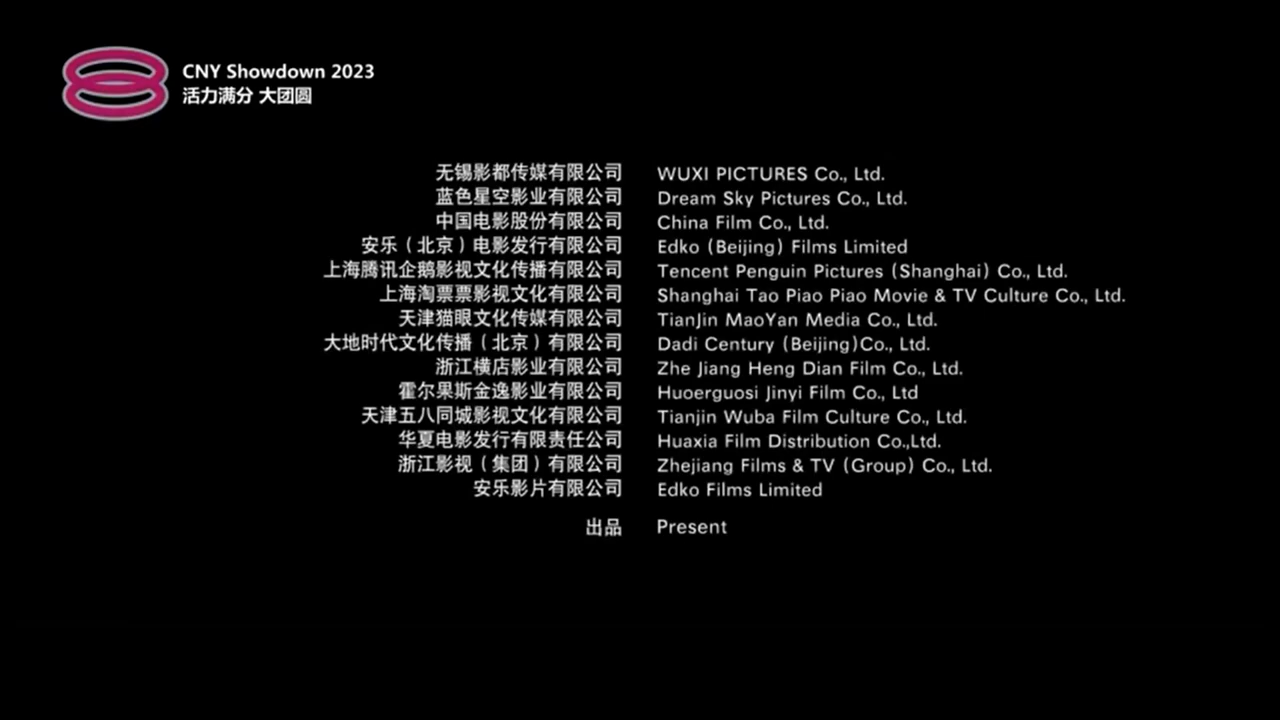 CNY Showdown 2023
活力满分 大团圆
无锡影都传媒有限公司 WUXI PICTURES Co., Ltd.
蓝色星空影业有限公司 Dream Sky Pictures Co., Ltd.
中国电影股份有限公司 China Film Co., Ltd.
安乐（北京）电影发行有限公司 Edko (Beijing) Films Limited
上海腾讯企鹅影视文化传播有限公司 Tencent Penguin Pictures (Shanghai) Co., Ltd.
上海淘票票影视文化有限公司 Shanghai Tao Piao Piao Movie & TV Culture Co., Ltd.
天津猫眼文化传媒有限公司 TianJin MaoYan Media Co., Ltd.
大地时代文化传播（北京）有限公司 Dadi Century (Beijing)Co., Ltd.
浙江横店影业有限公司 Zhe Jiang Heng Dian Film Co., Ltd.
霍尔果斯金逸影业有限公司 Huoerguosi Jinyi Film Co., Ltd
天津五八同城影视文化有限公司 Tianjin Wuba Film Culture Co., Ltd.
华夏电影发行有限责任公司 Huaxia Film Distribution Co.,Ltd.
浙江影视（集团）有限公司 Zhejiang Films & TV (Group) Co., Ltd.
安乐影片有限公司 Edko Films Limited
出品 Present